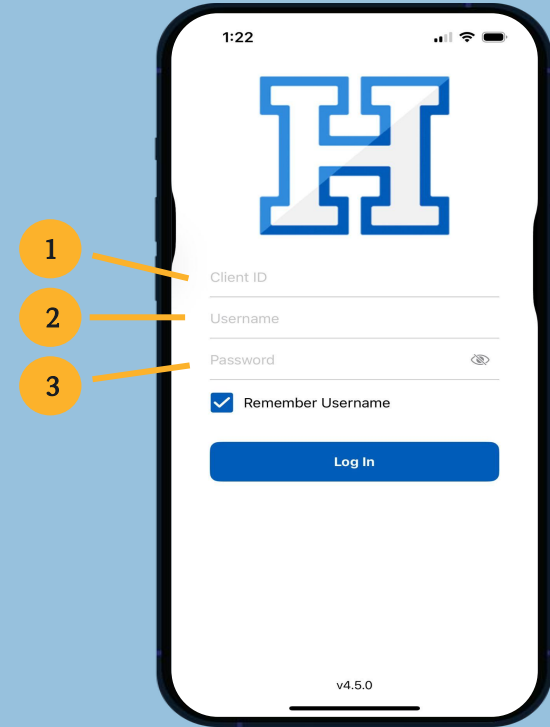 1:22
H
1
Client ID
2
Username
3
Password
Remember Username
Log In
v4.5.0